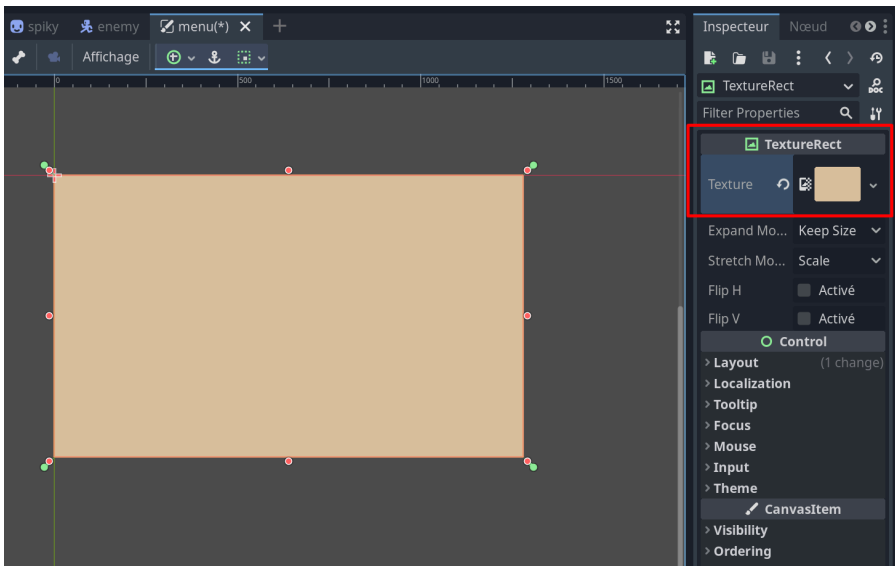 spiky enemy menu(*)
Affichage
0 500 1000 1500
Inspecteur Nœud
DOC
TextureRect
Filter Properties
TextureRect
Texture
Expand Mo... Keep Size
Stretch Mo... Scale
Flip H Activé
Flip V Activé
Control
Layout (1 change)
Localization
Tooltip
Focus
Mouse
Input
Theme
CanvasItem
Visibility
Ordering